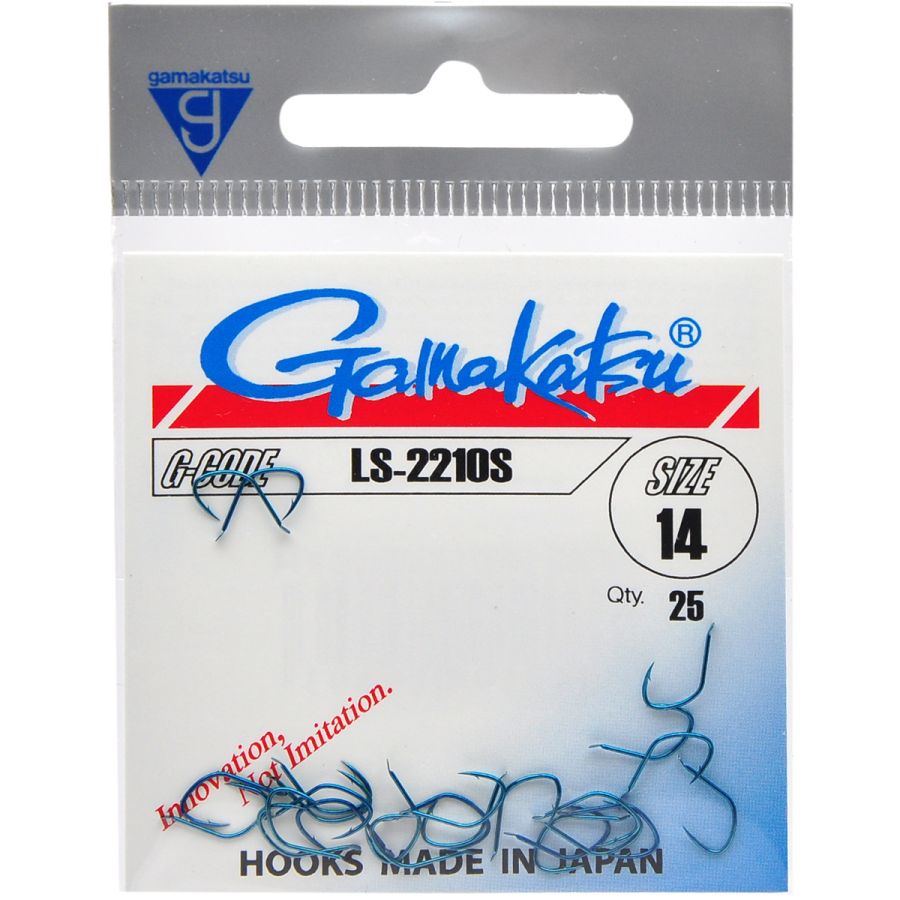 gamakatsu
Gamakatsu®
G-CODE LS-2210S
SIZE
14
Qty. 25
Innovation,
Not Imitation.
HOOKS MADE IN JAPAN